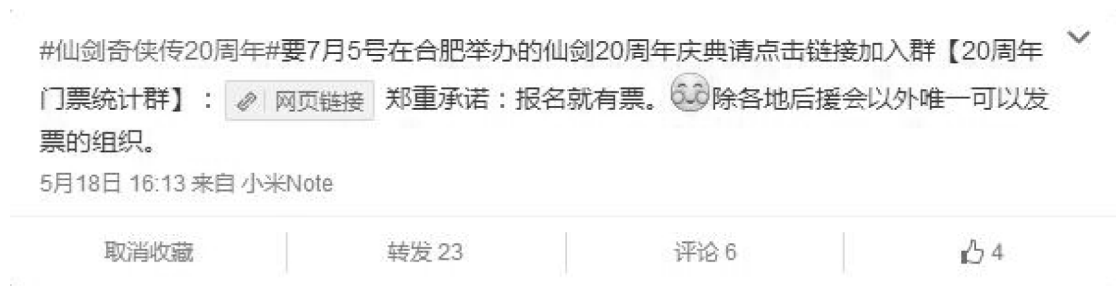 #仙剑奇侠传20周年#要7月5号在合肥举办的仙剑20周年庆典请点击链接加入群【20周年
门票统计群】： 网页链接 郑重承诺：报名就有票。除各地后援会以外唯一可以发
票的组织。
5月18日 16:13 来自 小米Note
取消收藏 转发 23 评论 6 4